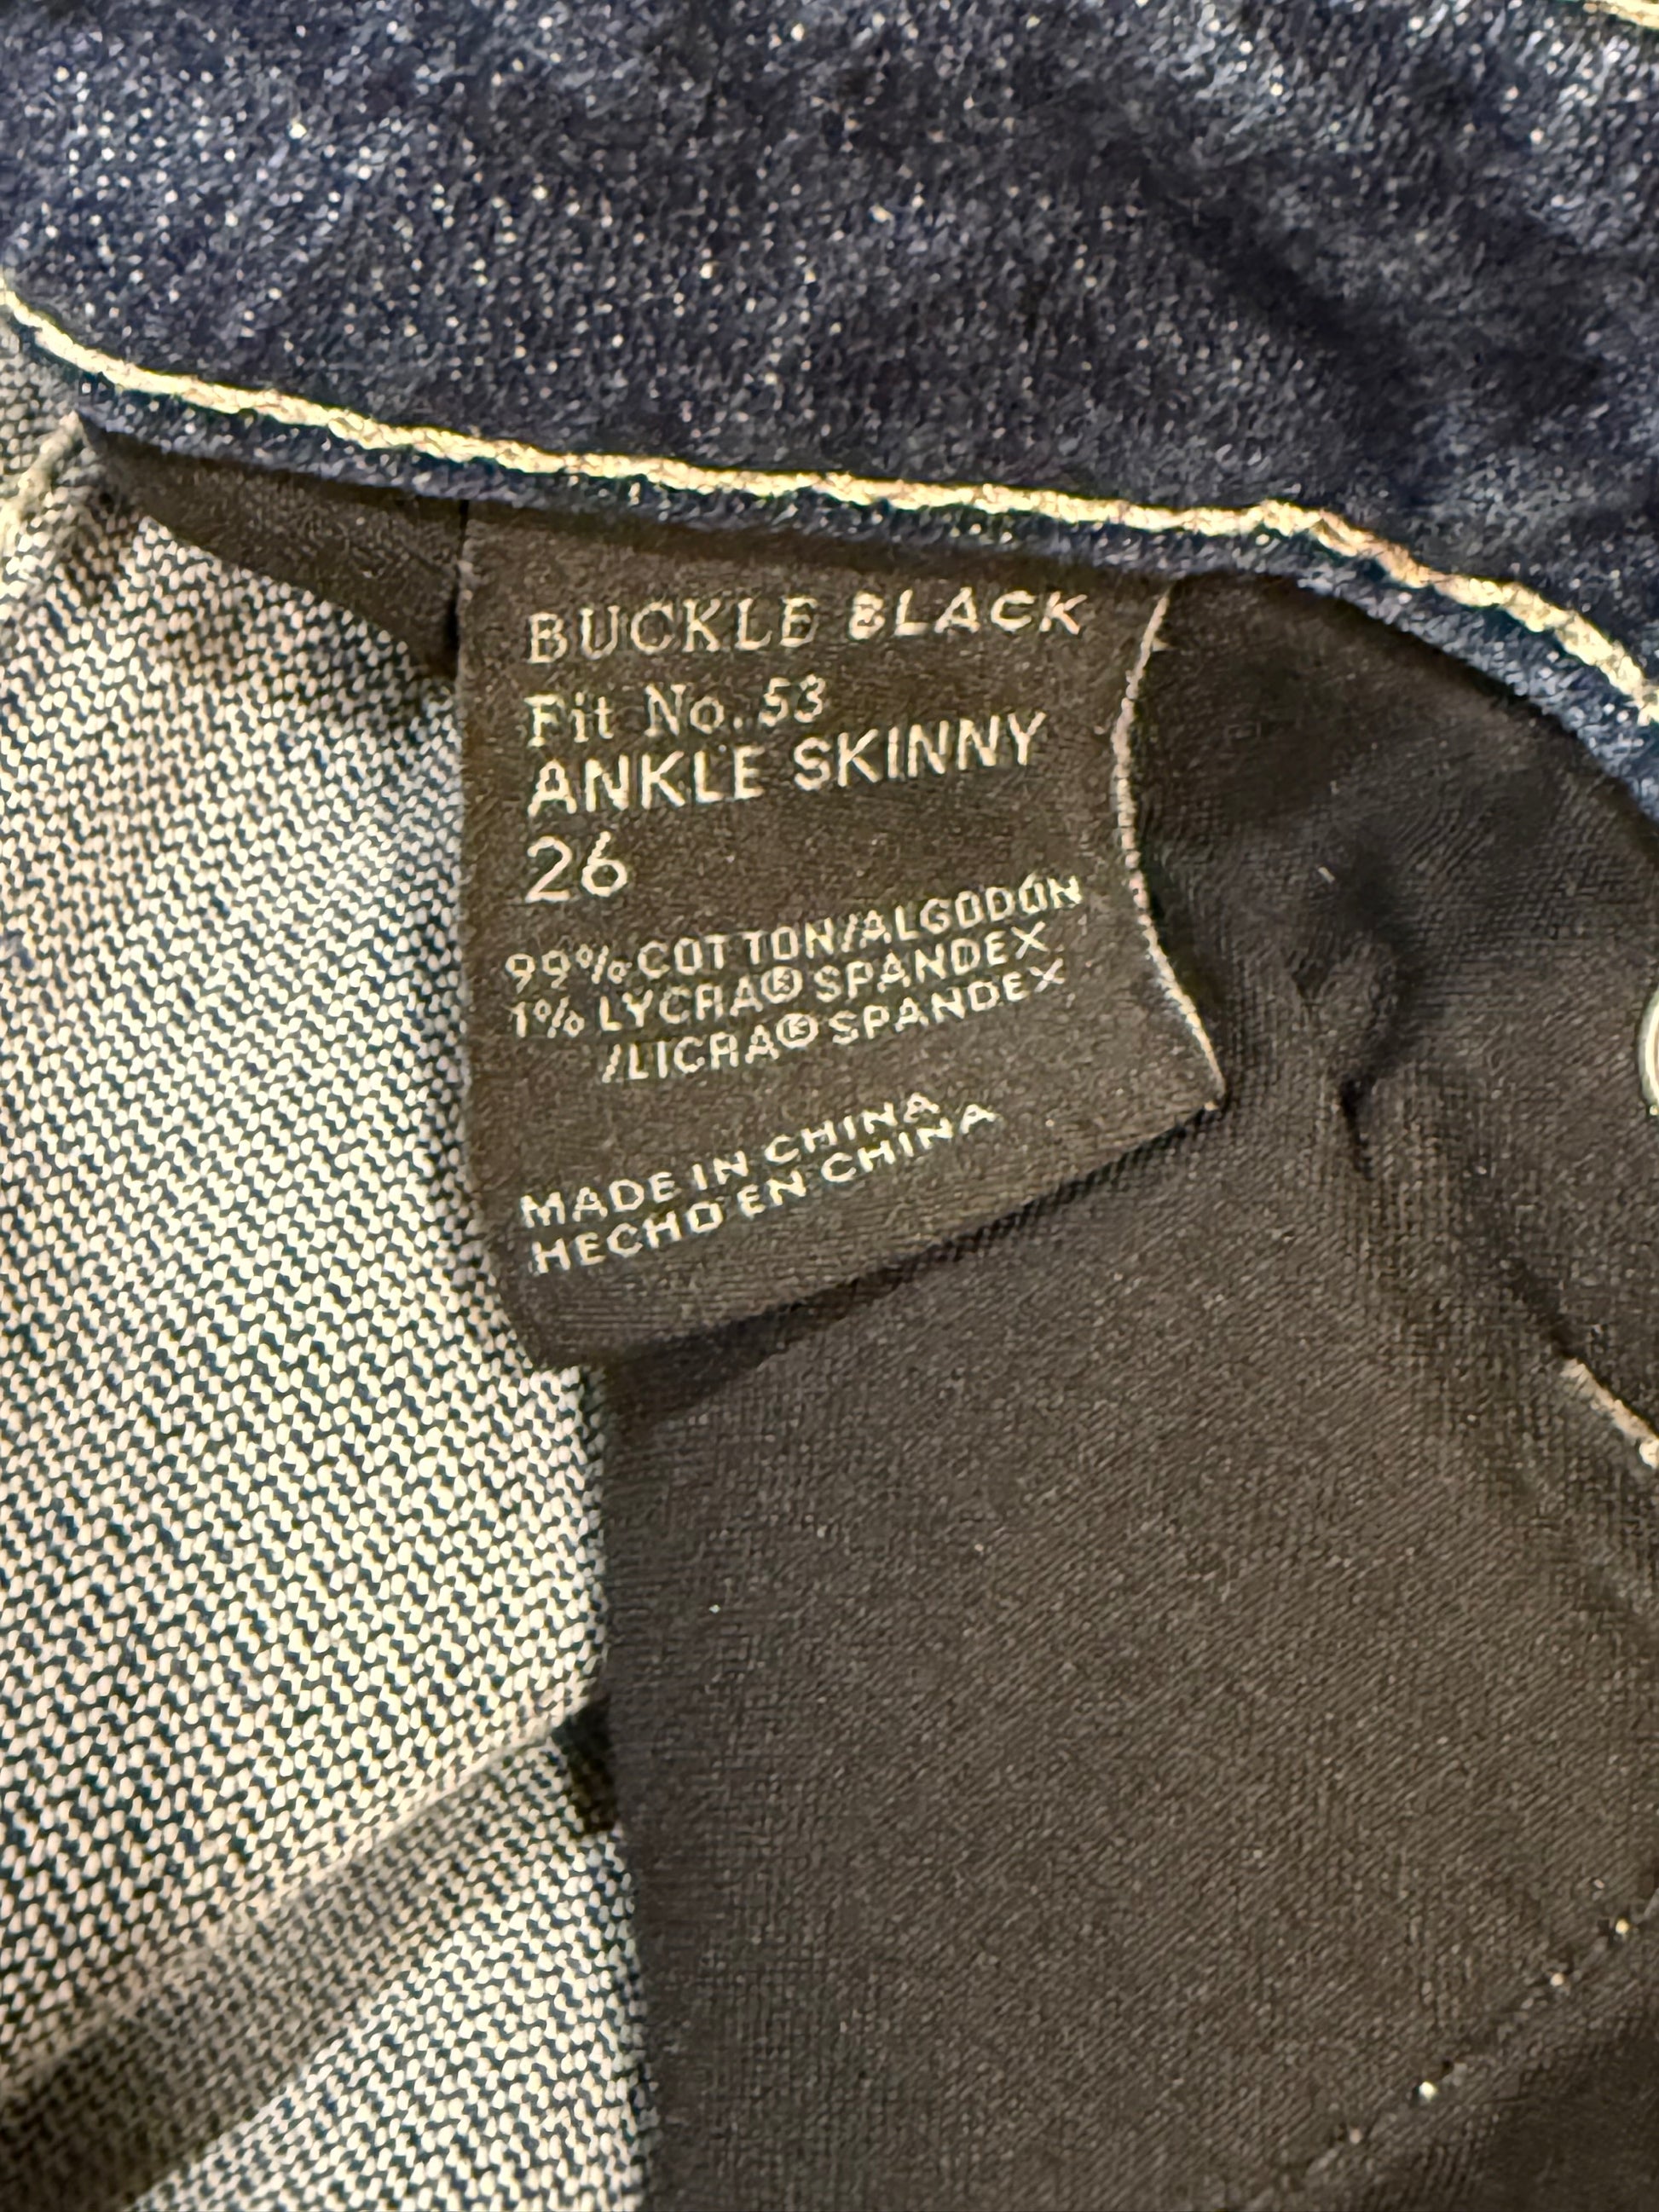 BUCKLE BLACK
Fit No. 53
ANKLE SKINNY
26
99% COTTON/ALGODÓN
1% LYCRA® SPANDEX
/LICRA® SPANDEX
MADE IN CHINA
HECHO EN CHINA